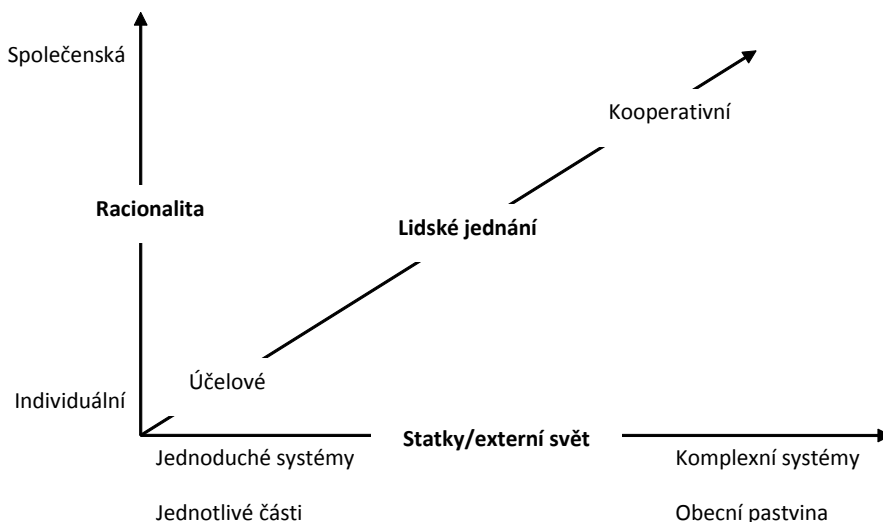 Společenská
Kooperativní
Racionalita
Lidské jednání
Účelové
Individuální
Statky/externí svět
Jednoduché systémy
Komplexní systémy
Jednotlivé části
Obecní pastvina